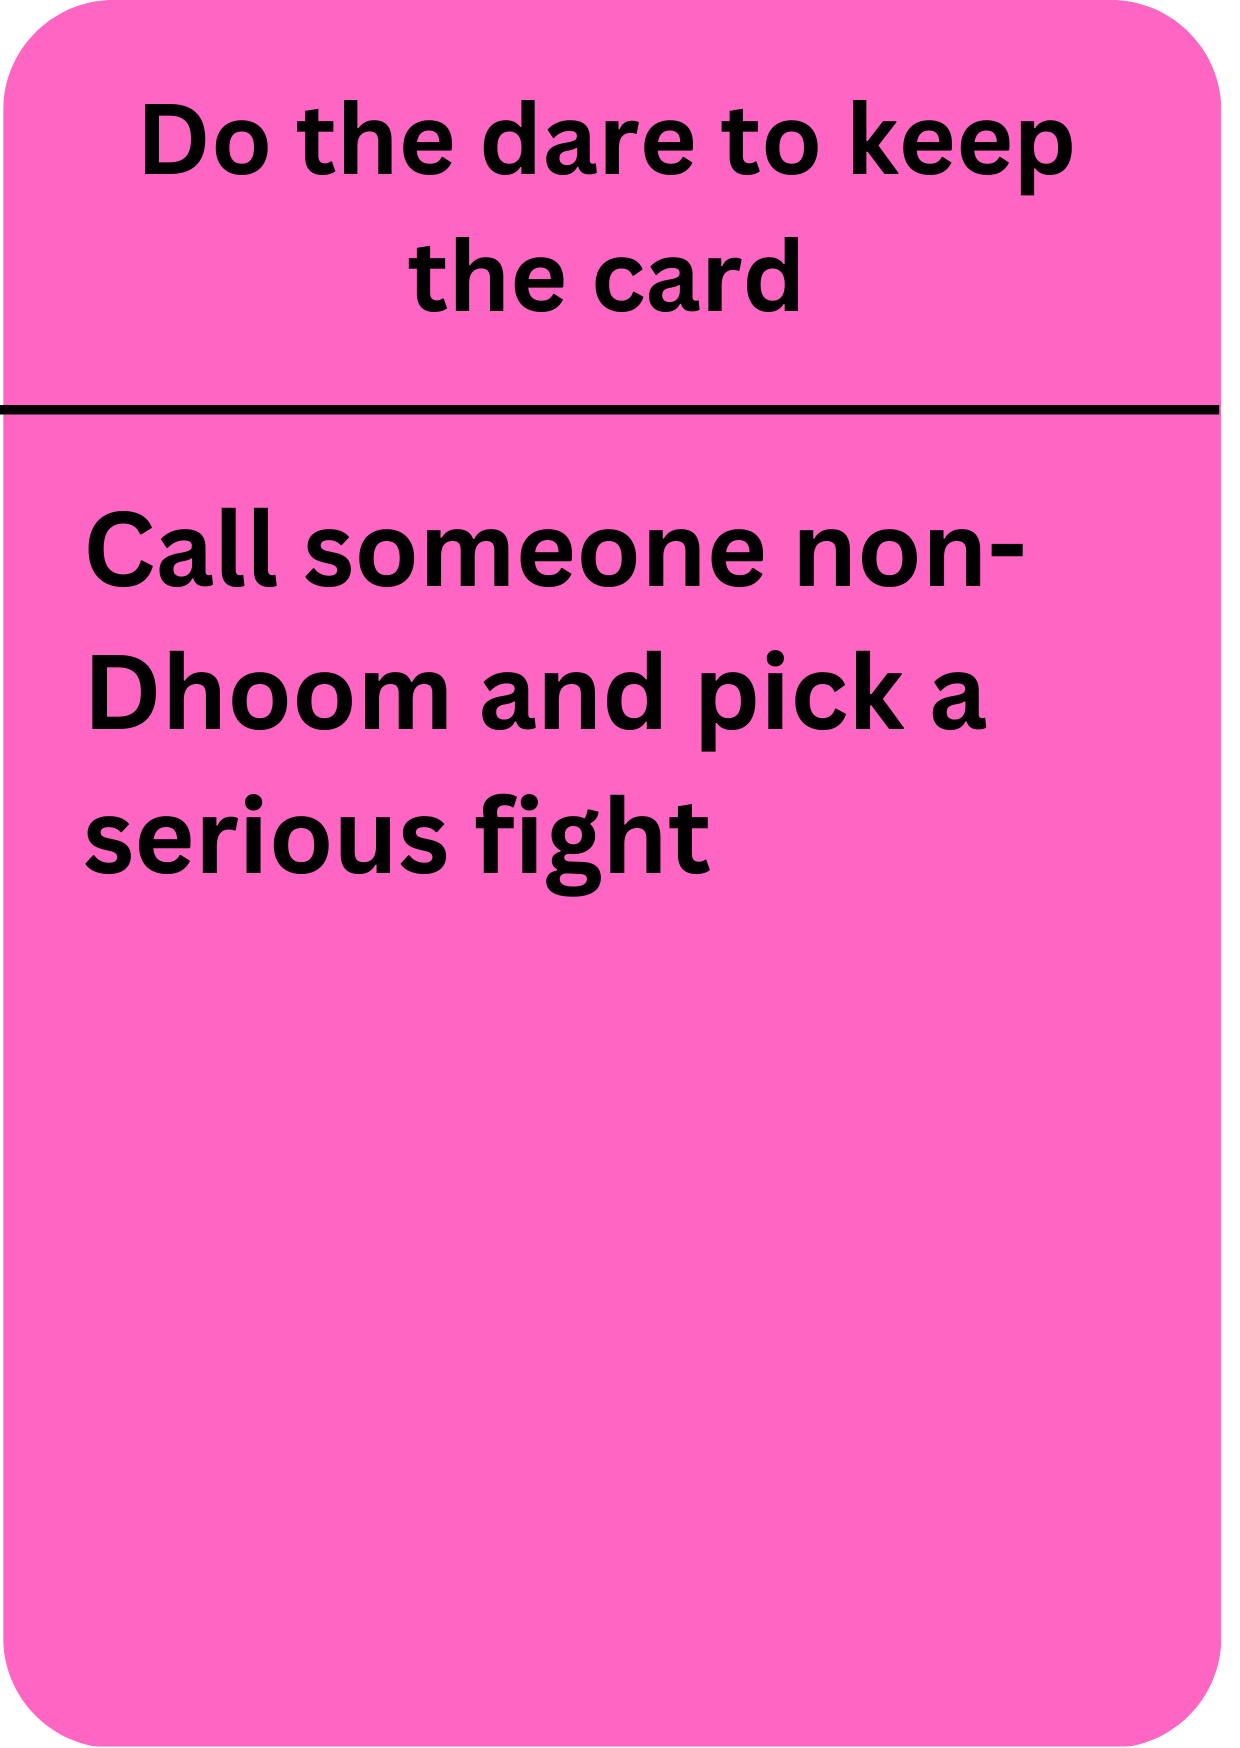 Do the dare to keep
the card
Call someone non-
Dhoom and pick a
serious fight